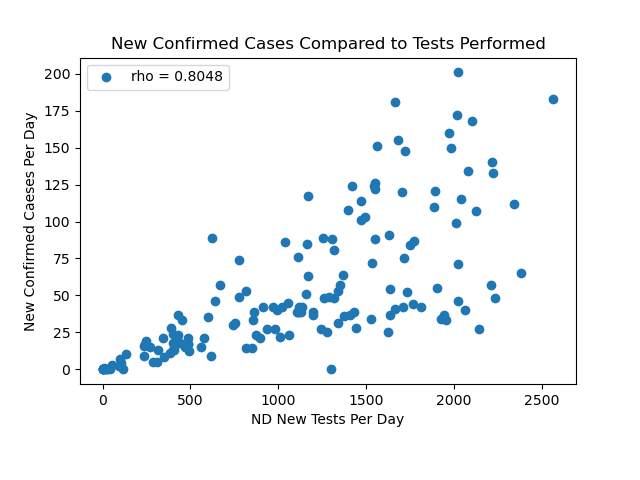 New Confirmed Cases Compared to Tests Performed
rho = 0.8048
200
175
150
125
100
75
50
25
0
New Confirmed Caeses Per Day
0 500 1000 1500 2000 2500
ND New Tests Per Day